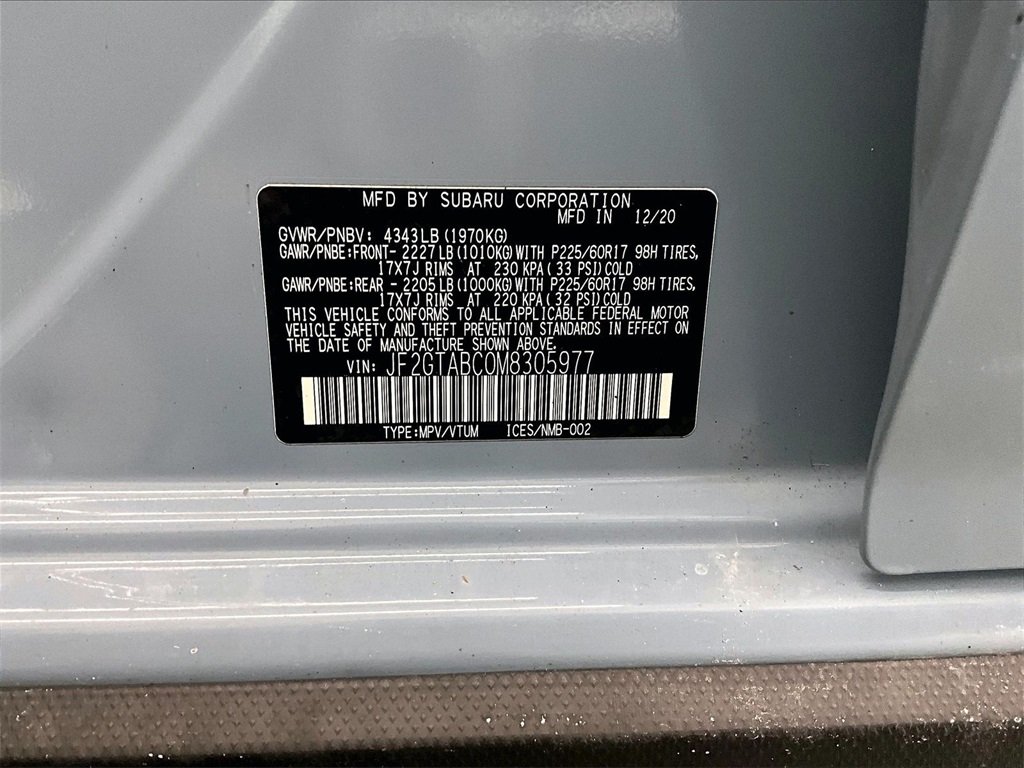 MFD BY SUBARU CORPORATION
MFD IN 12/20
GVWR/PNBV: 4343LB(1970KG)
GAWR/PNBE:FRONT- 2227LB(1010KG)WITH P225/60R17 98H TIRES,
17X7J RIMS AT 230 KPA(33 PSI)COLD
GAWR/PNBE:REAR - 2205LB(1000KG)WITH P225/60R17 98H TIRES,
17X7J RIMS AT 220 KPA(32 PSI)COLD
THIS VEHICLE CONFORMS TO ALL APPLICABLE FEDERAL MOTOR
VEHICLE SAFETY AND THEFT PREVENTION STANDARDS IN EFFECT ON
THE DATE OF MANUFACTURE SHOWN ABOVE.
VIN: JF2GTABC0M8305977
TYPE:MPV/VTUM ICES/NMB-002